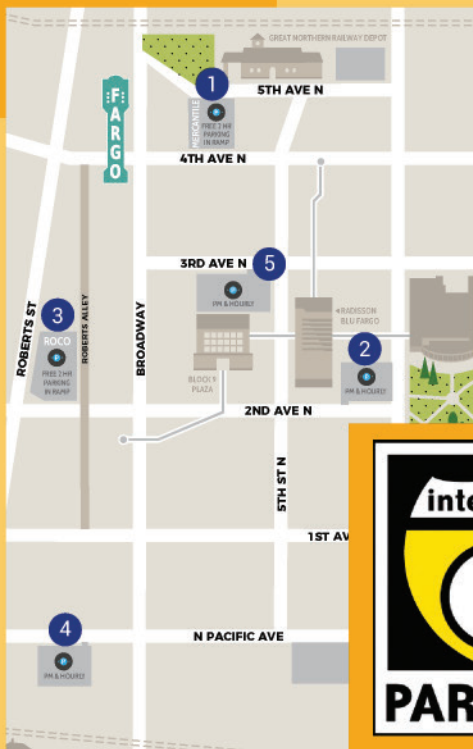 GREAT NORTHERN RAILWAY DEPOT
1
5TH AVE N
FARGO
MERCANTILE
P
FREE 2 HR
PARKING
IN RAMP
4TH AVE N
3RD AVE N
5
P
PM & HOURLY
ROBERTS ST
3
ROCO
P
FREE 2 HR
PARKING
IN RAMP
ROBERTS ALLEY
BROADWAY
RADISSON
BLU FARGO
2
P
PM & HOURLY
BLOCK 9
PLAZA
2ND AVE N
5TH ST N
inte
1ST AV
4
N PACIFIC AVE
P
PM & HOURLY
PAR